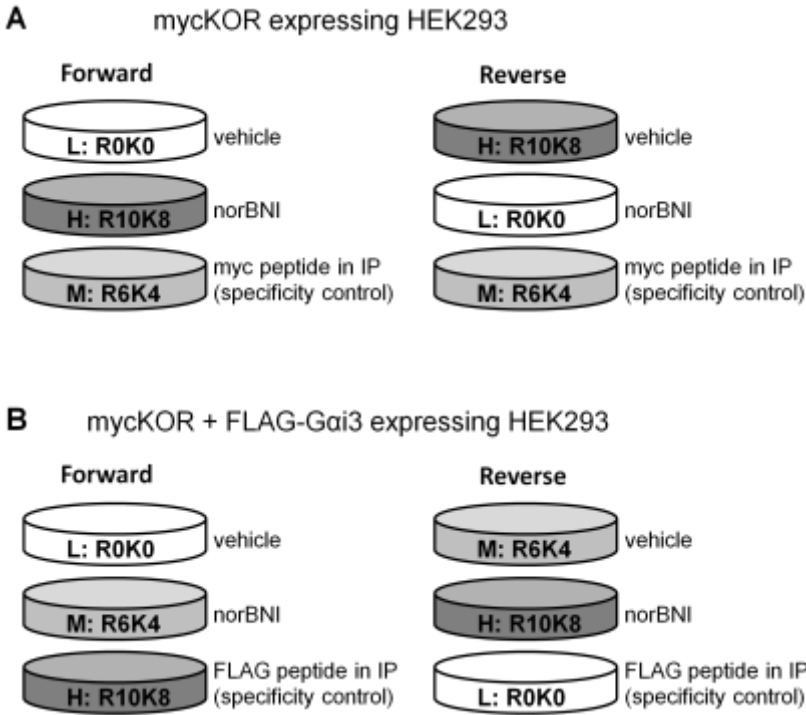 A mycKOR expressing HEK293
Forward
L: R0K0 vehicle
H: R10K8 norBNI
M: R6K4 myc peptide in IP
(specificity control)
Reverse
H: R10K8 vehicle
L: R0K0 norBNI
M: R6K4 myc peptide in IP
(specificity control)
B mycKOR + FLAG-Gαi3 expressing HEK293
Forward
L: R0K0 vehicle
M: R6K4 norBNI
H: R10K8 FLAG peptide in IP
(specificity control)
Reverse
M: R6K4 vehicle
H: R10K8 norBNI
L: R0K0 FLAG peptide in IP
(specificity control)